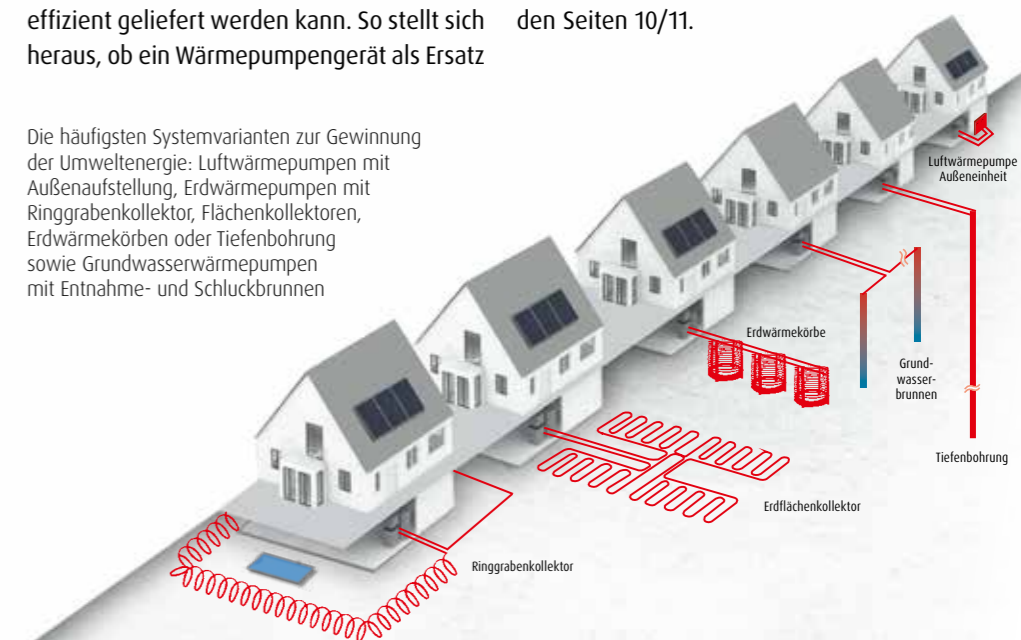 effizient geliefert werden kann. So stellt sich
heraus, ob ein Wärmepumpengerät als Ersatz
den Seiten 10/11.
Die häufigsten Systemvarianten zur Gewinnung
der Umweltenergie: Luftwärmepumpen mit
Außenaufstellung, Erdwärmepumpen mit
Ringgrabenkollektor, Flächenkollektoren,
Erdwärmekörben oder Tiefenbohrung
sowie Grundwasserwärmepumpen
mit Entnahme- und Schluckbrunnen
Luftwärmepumpe
Außeneinheit
Erdwärmekörbe
Grund-
wasser-
brunnen
Tiefenbohrung
Erdflächenkollektor
Ringgrabenkollektor